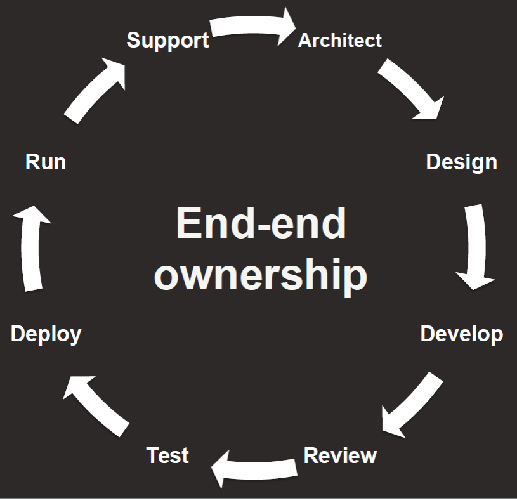 Support
Architect
Design
Develop
Review
Test
Deploy
Run
End-end
ownership